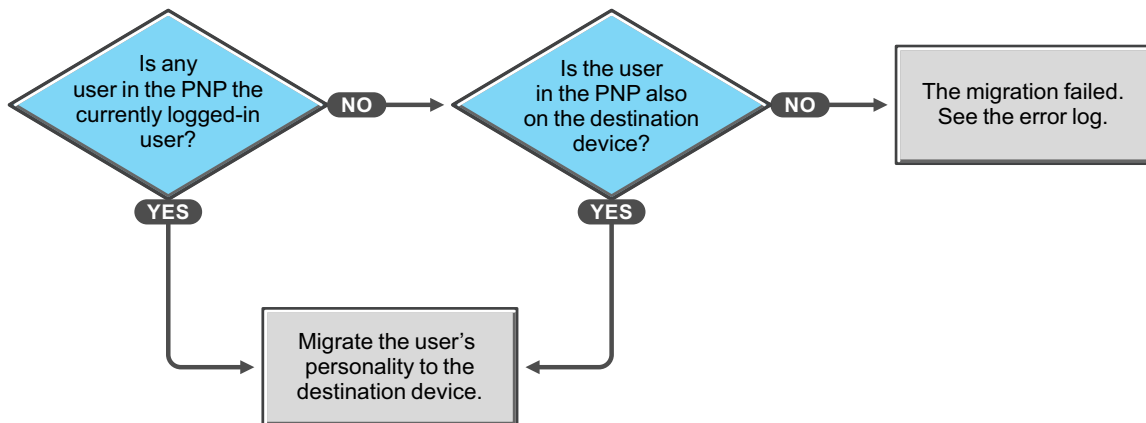 Is any
user in the PNP the
currently logged-in
user?
NO
Is the user
in the PNP also
on the destination
device?
NO
The migration failed.
See the error log.
YES
YES
Migrate the user’s
personality to the
destination device.